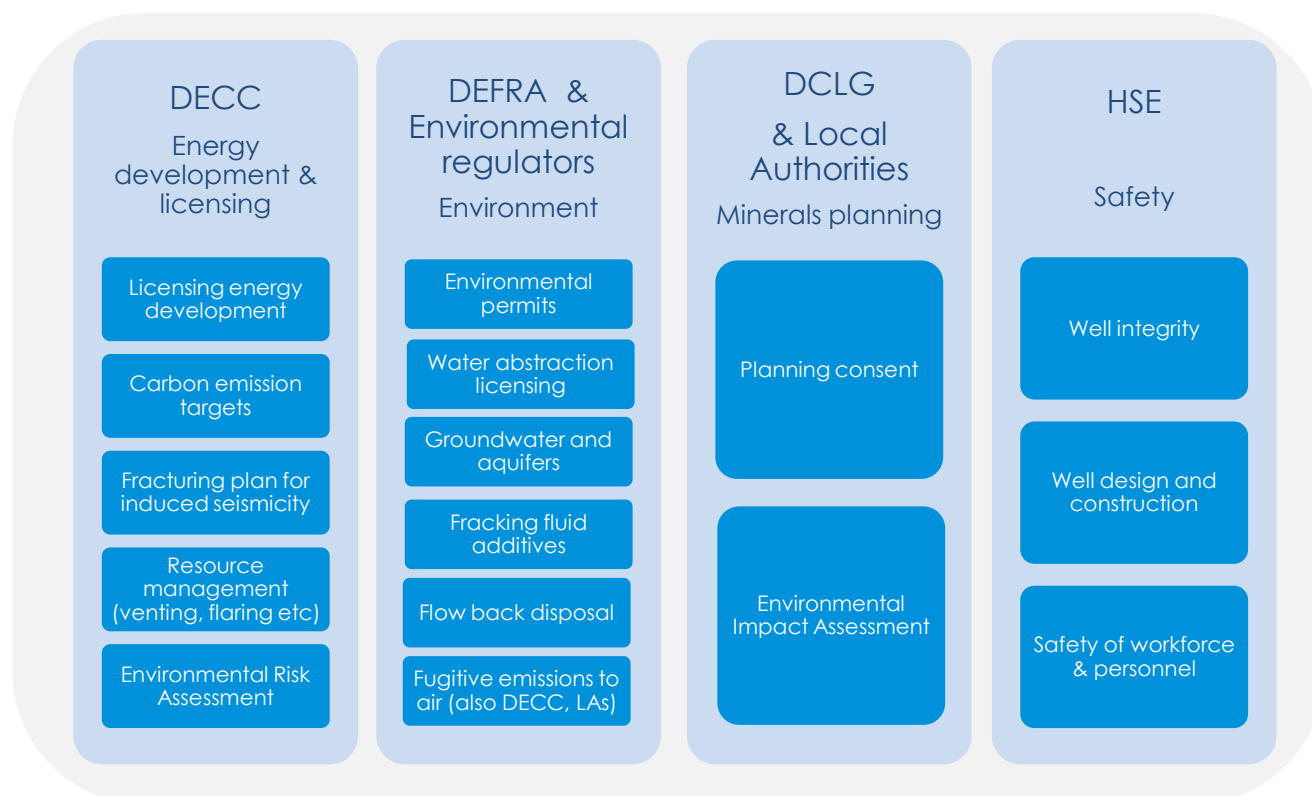 DECC
Energy
development &
licensing
Licensing energy
development
Carbon emission
targets
Fracturing plan for
induced seismicity
Resource
management
(venting, flaring etc)
Environmental Risk
Assessment
DEFRA &
Environmental
regulators
Environment
Environmental
permits
Water abstraction
licensing
Groundwater and
aquifers
Fracking fluid
additives
Flow back disposal
Fugitive emissions to
air (also DECC, LAs)
DCLG
& Local
Authorities
Minerals planning
Planning consent
Environmental
Impact Assessment
HSE
Safety
Well integrity
Well design and
construction
Safety of workforce
& personnel